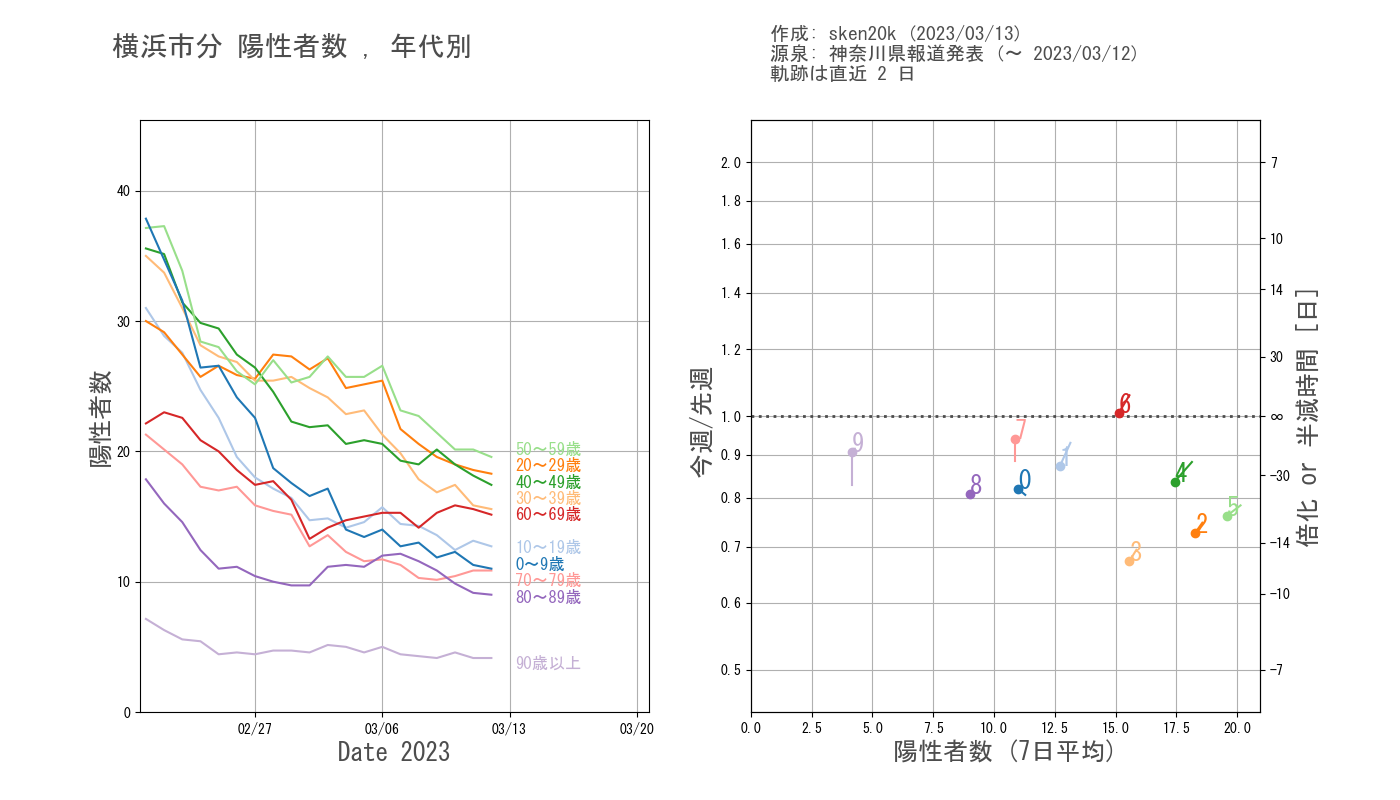 横浜市分 陽性者数 , 年代別
作成: sken20k (2023/03/13)
源泉: 神奈川県報道発表 (〜 2023/03/12)
軌跡は直近 2 日
陽性者数
40
30
20
10
0
02/27
03/06
03/13
03/20
Date 2023
50〜59歳
20〜29歳
40〜49歳
30〜39歳
60〜69歳
10〜19歳
0〜9歳
70〜79歳
80〜89歳
90歳以上
今週/先週
2.0
1.8
1.6
1.4
1.2
1.0
0.9
0.8
0.7
0.6
0.5
0.0
2.5
5.0
7.5
10.0
12.5
15.0
17.5
20.0
陽性者数 (7日平均)
9
8
7
0
1
6
4
3
2
5
7
10
14
30
∞
−30
−14
−10
−7
倍化 or 半減時間 [日]